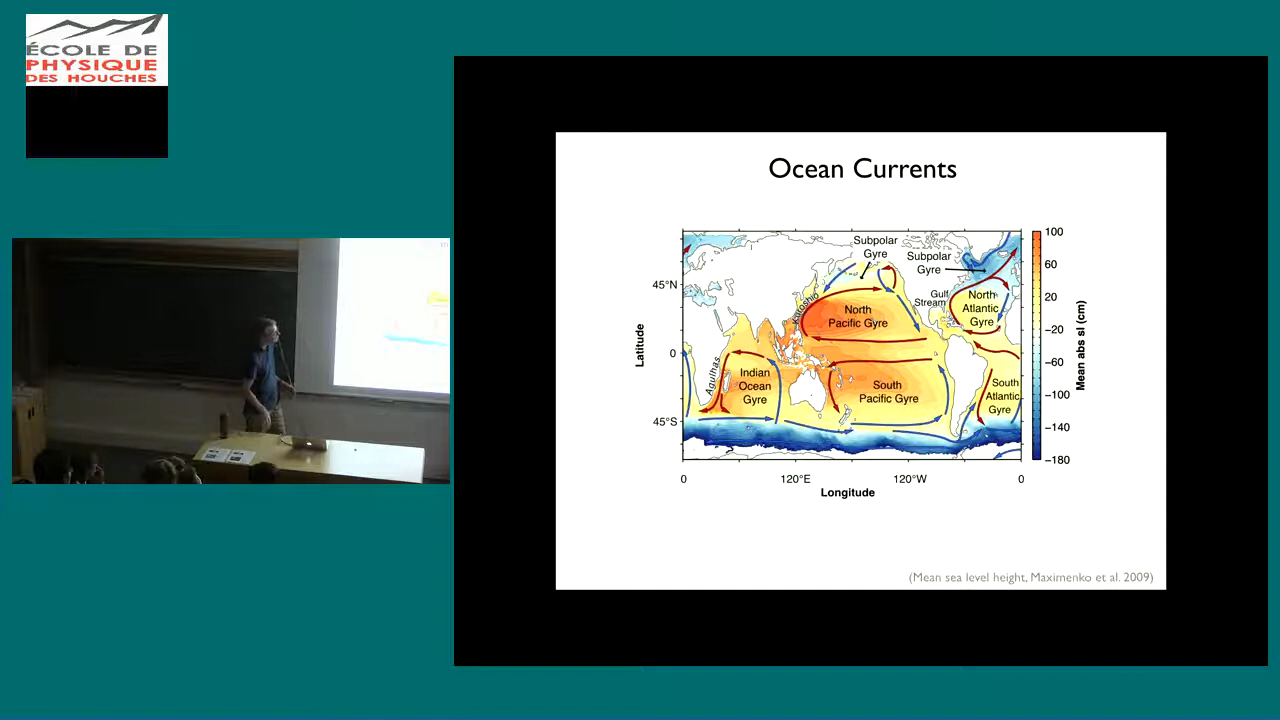 ÉCOLE DE
PHYSIQUE
DES HOUCHES
Ocean Currents
Subpolar
Gyre
Subpolar
Gyre
Gulf
Stream
North
Atlantic
Gyre
Kuroshio
North
Pacific Gyre
Agulhas
Indian
Ocean
Gyre
South
Pacific Gyre
South
Atlantic
Gyre
45°N
0
45°S
Latitude
0
120°E
120°W
0
Longitude
100
60
20
−20
−60
−100
−140
−180
Mean abs sl (cm)
(Mean sea level height, Maximenko et al. 2009)